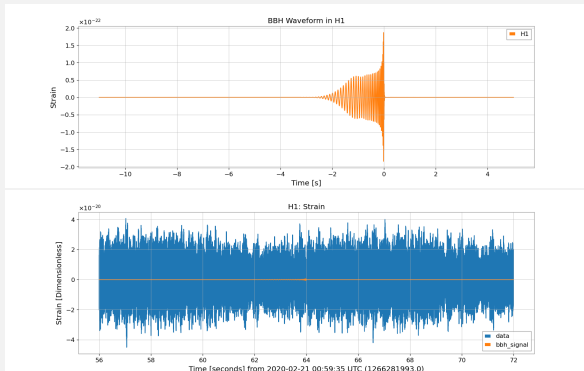 BBH Waveform in H1
×10⁻²²
2.0
1.5
1.0
0.5
0.0
−0.5
−1.0
−1.5
−2.0
Strain
H1
−10 −8 −6 −4 −2 0 2 4
Time [s]
H1: Strain
×10⁻²⁰
4
2
0
−2
−4
Strain [Dimensionless]
data
bbh_signal
56 58 60 62 64 66 68 70 72
Time [seconds] from 2020-02-21 00:59:35 UTC (1266281993.0)